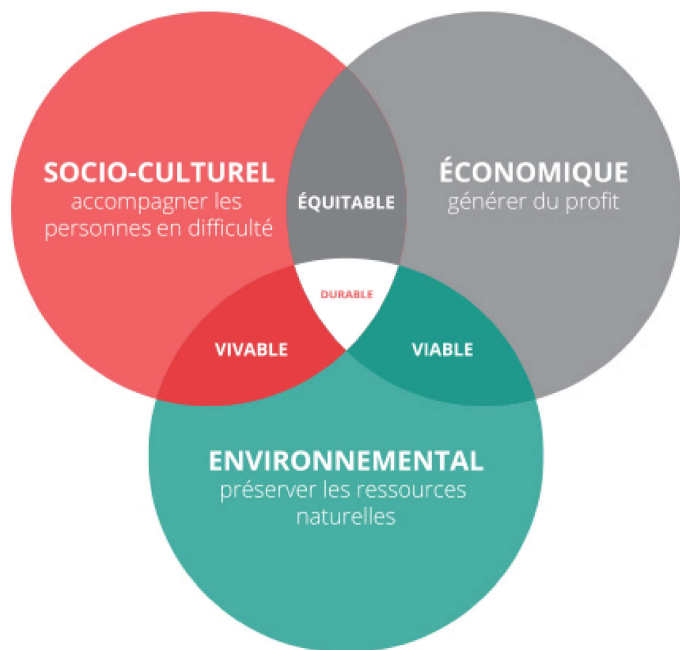 SOCIO-CULTUREL
accompagner les
personnes en difficulté
ÉCONOMIQUE
générer du profit
ÉQUITABLE
DURABLE
VIVABLE
VIABLE
ENVIRONNEMENTAL
préserver les ressources
naturelles